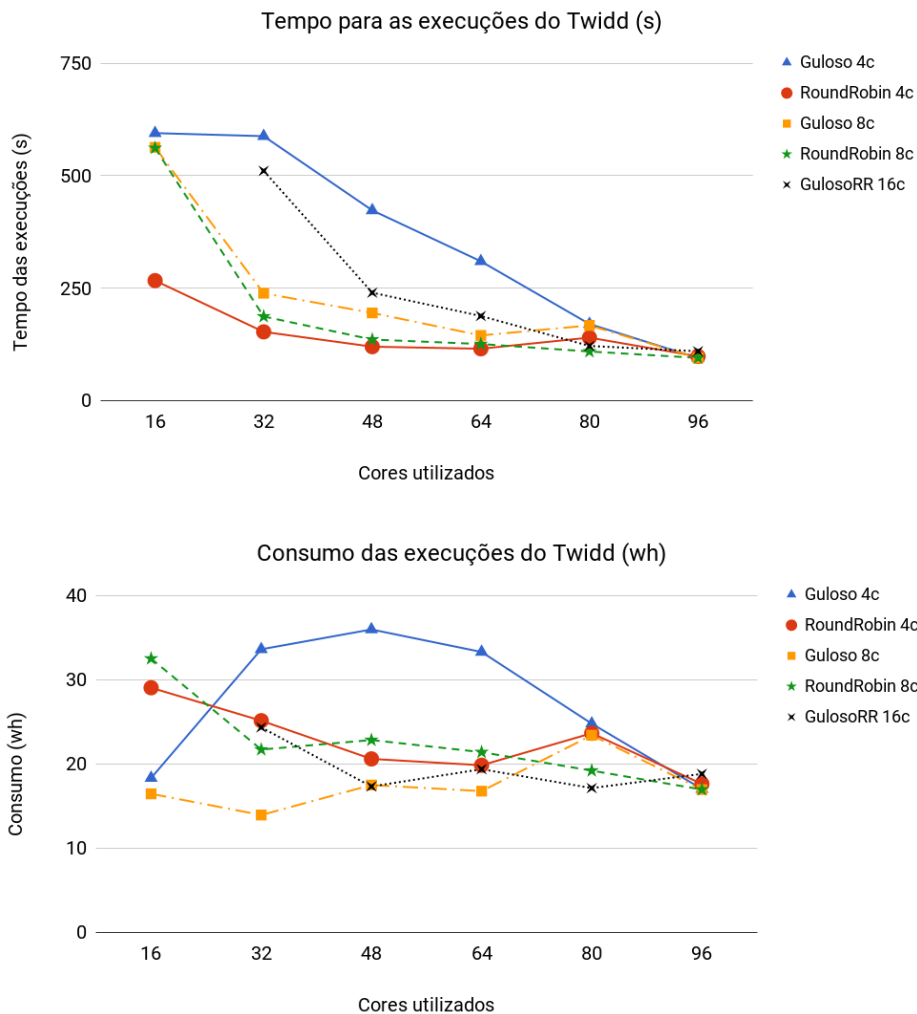 Tempo para as execuções do Twidd (s)
Tempo das execuções (s)
750
500
250
0
16 32 48 64 80 96
Cores utilizados
Guloso 4c
RoundRobin 4c
Guloso 8c
RoundRobin 8c
GulosoRR 16c
Consumo das execuções do Twidd (wh)
Consumo (wh)
40
30
20
10
0
16 32 48 64 80 96
Cores utilizados
Guloso 4c
RoundRobin 4c
Guloso 8c
RoundRobin 8c
GulosoRR 16c